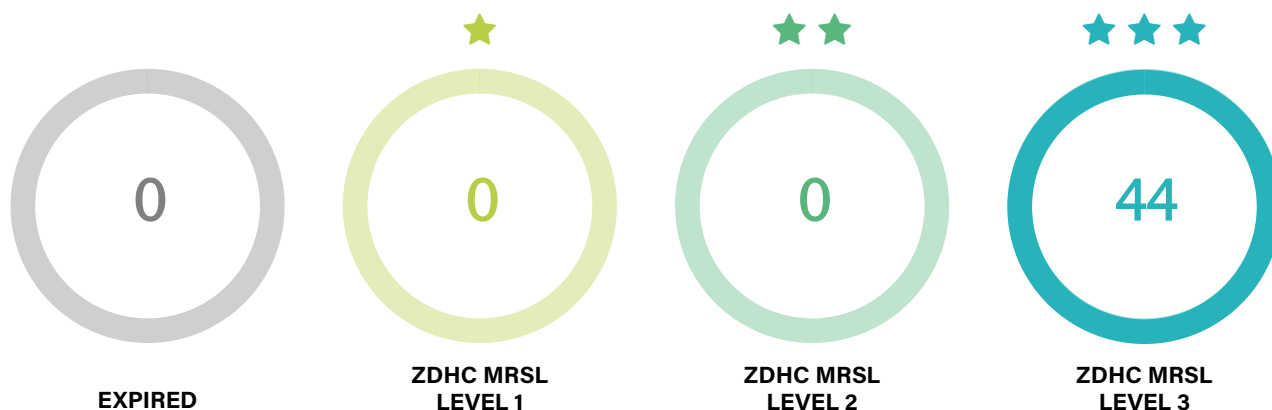 0
0
0
44
EXPIRED
ZDHC MRSL
LEVEL 1
ZDHC MRSL
LEVEL 2
ZDHC MRSL
LEVEL 3